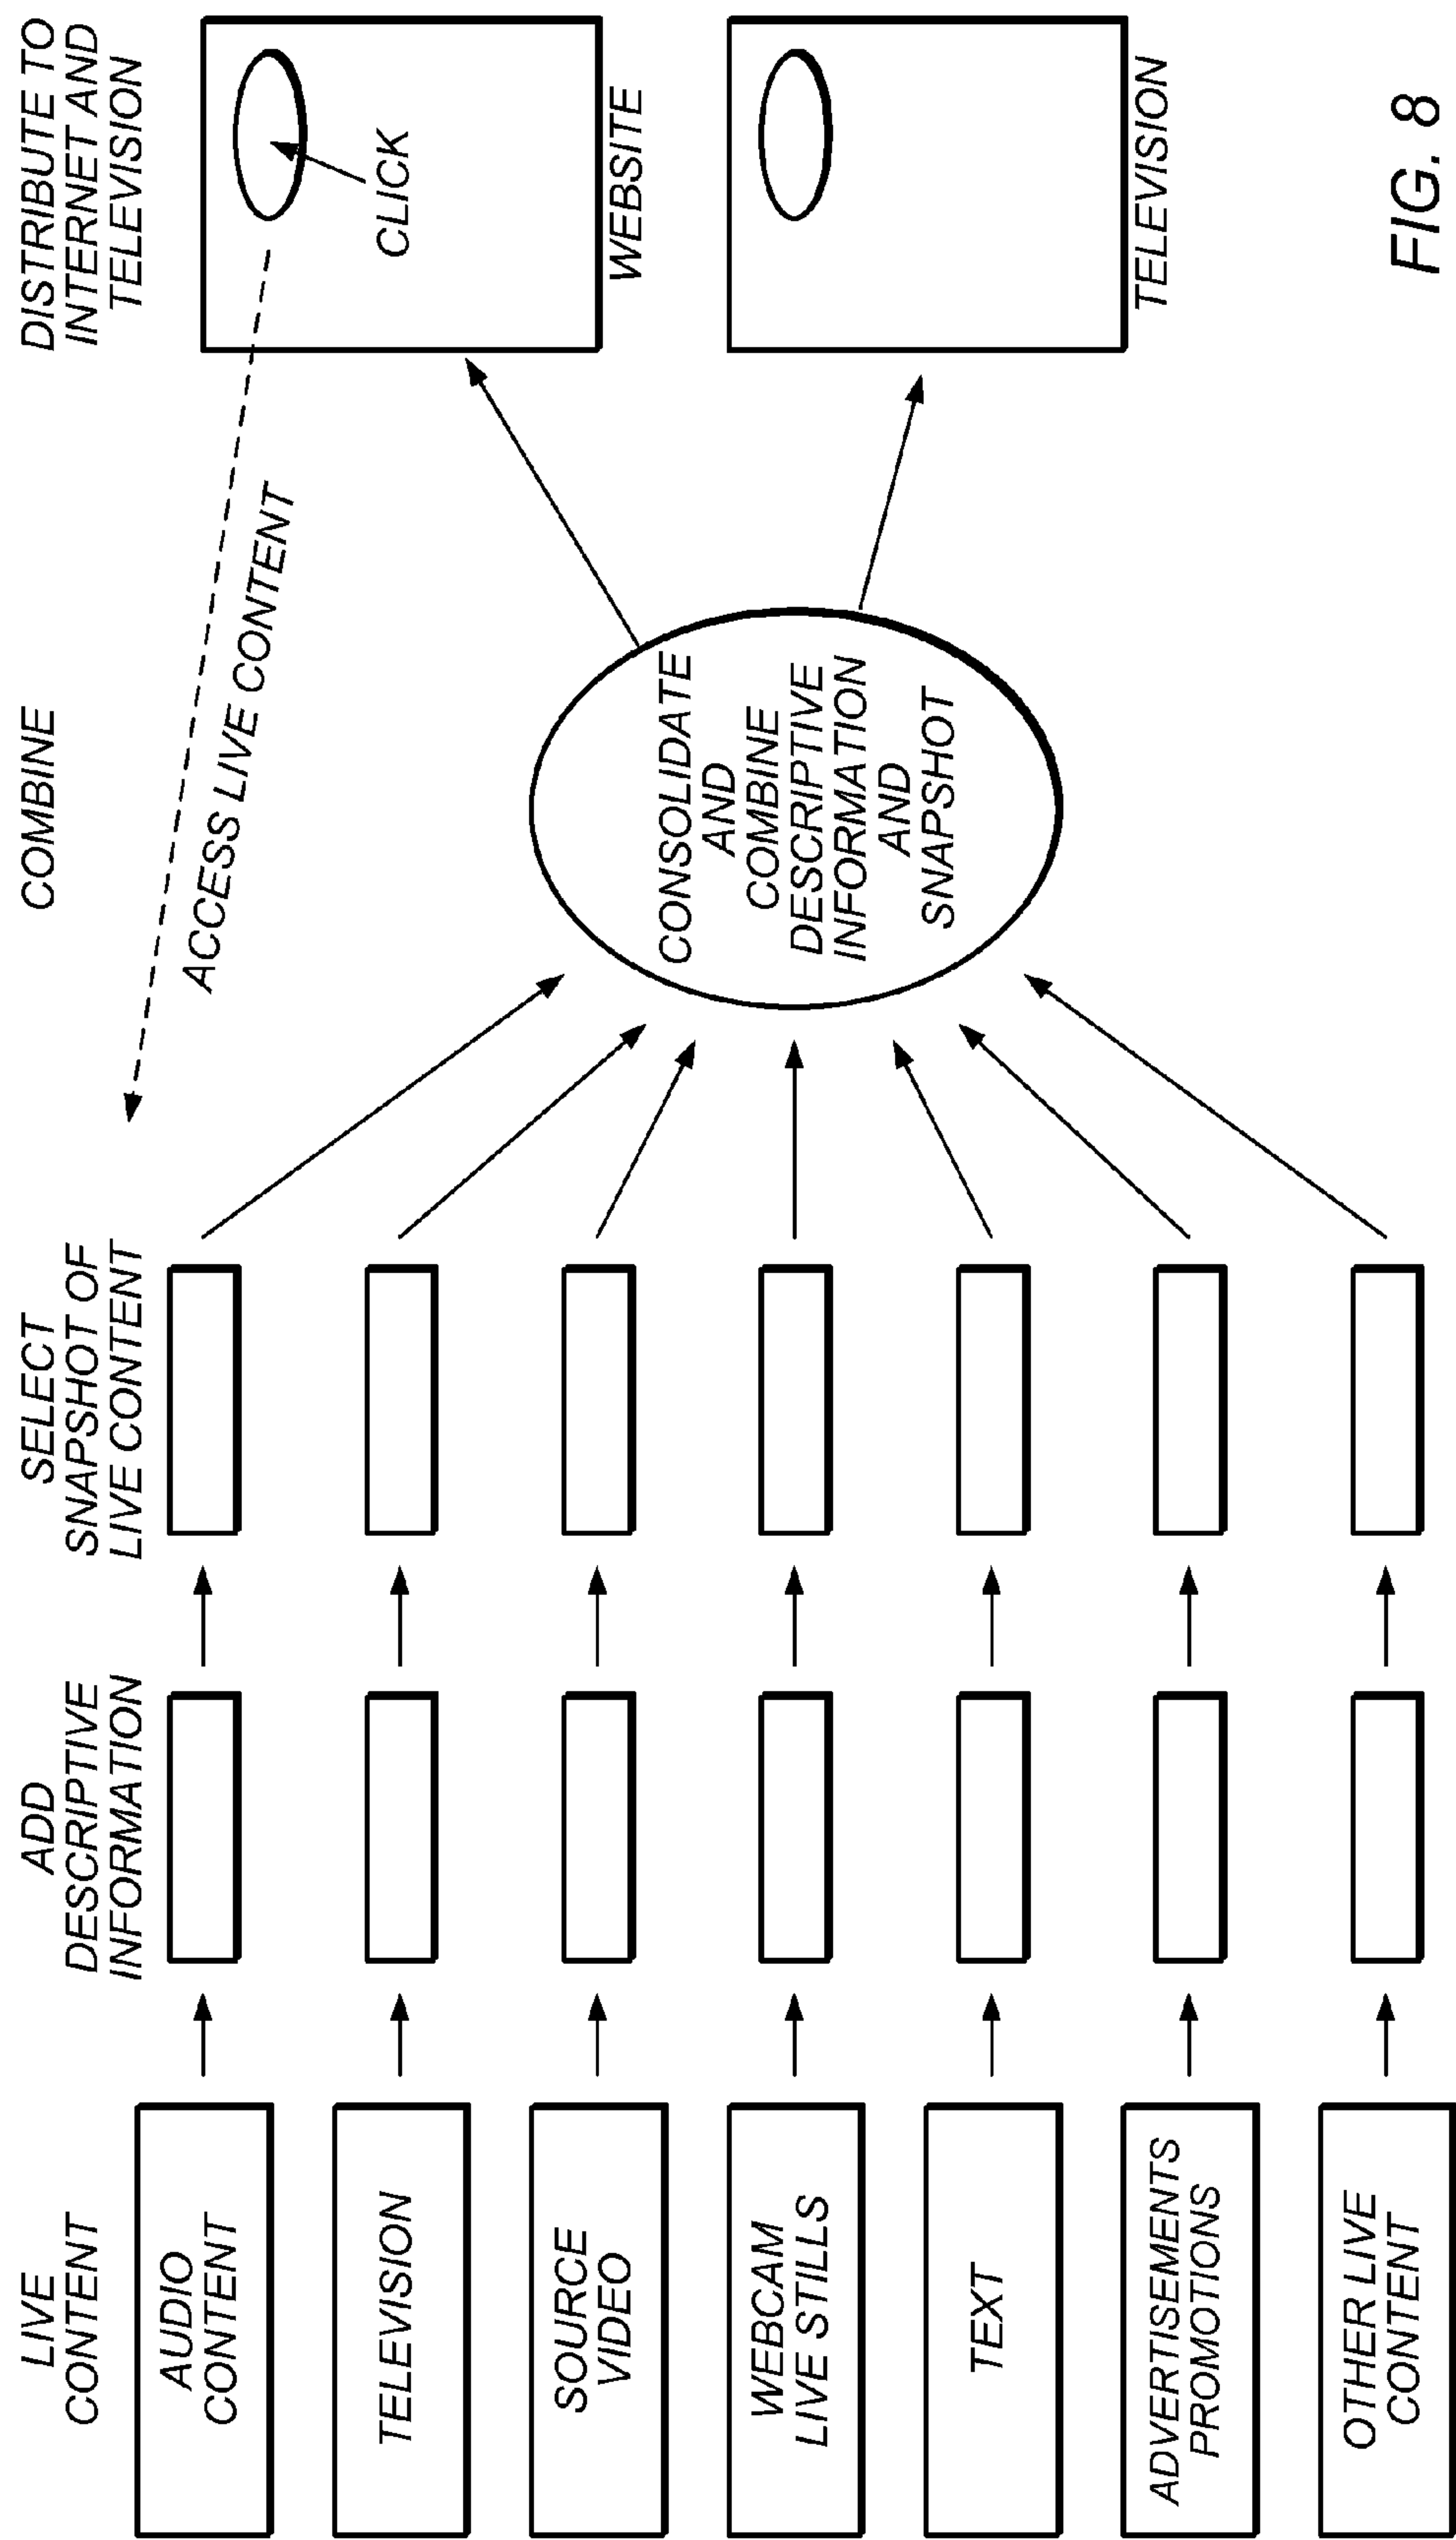 LIVE
CONTENT
ADD
DESCRIPTIVE
INFORMATION
SELECT
SNAPSHOT OF
LIVE CONTENT
COMBINE
DISTRIBUTE TO
INTERNET AND
TELEVISION
AUDIO
CONTENT
TELEVISION
SOURCE
VIDEO
WEBCAM
LIVE STILLS
TEXT
ADVERTISEMENTS
PROMOTIONS
OTHER LIVE
CONTENT
ACCESS LIVE CONTENT
CONSOLIDATE
AND
COMBINE
DESCRIPTIVE
INFORMATION
AND
SNAPSHOT
CLICK
WEBSITE
TELEVISION
FIG. 8